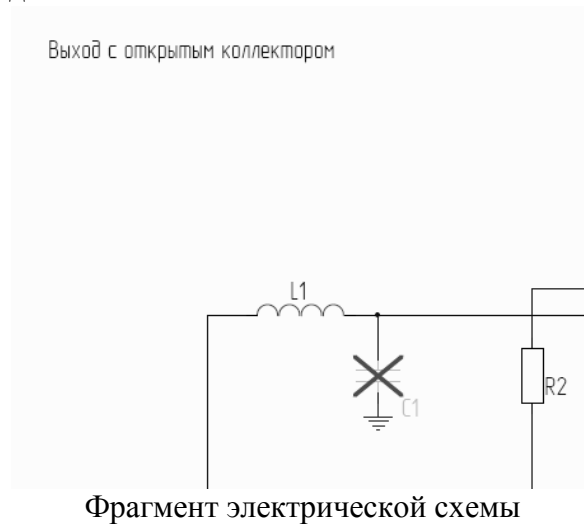 Выход с открытым коллектором
L1
C1
R2
Фрагмент электрической схемы